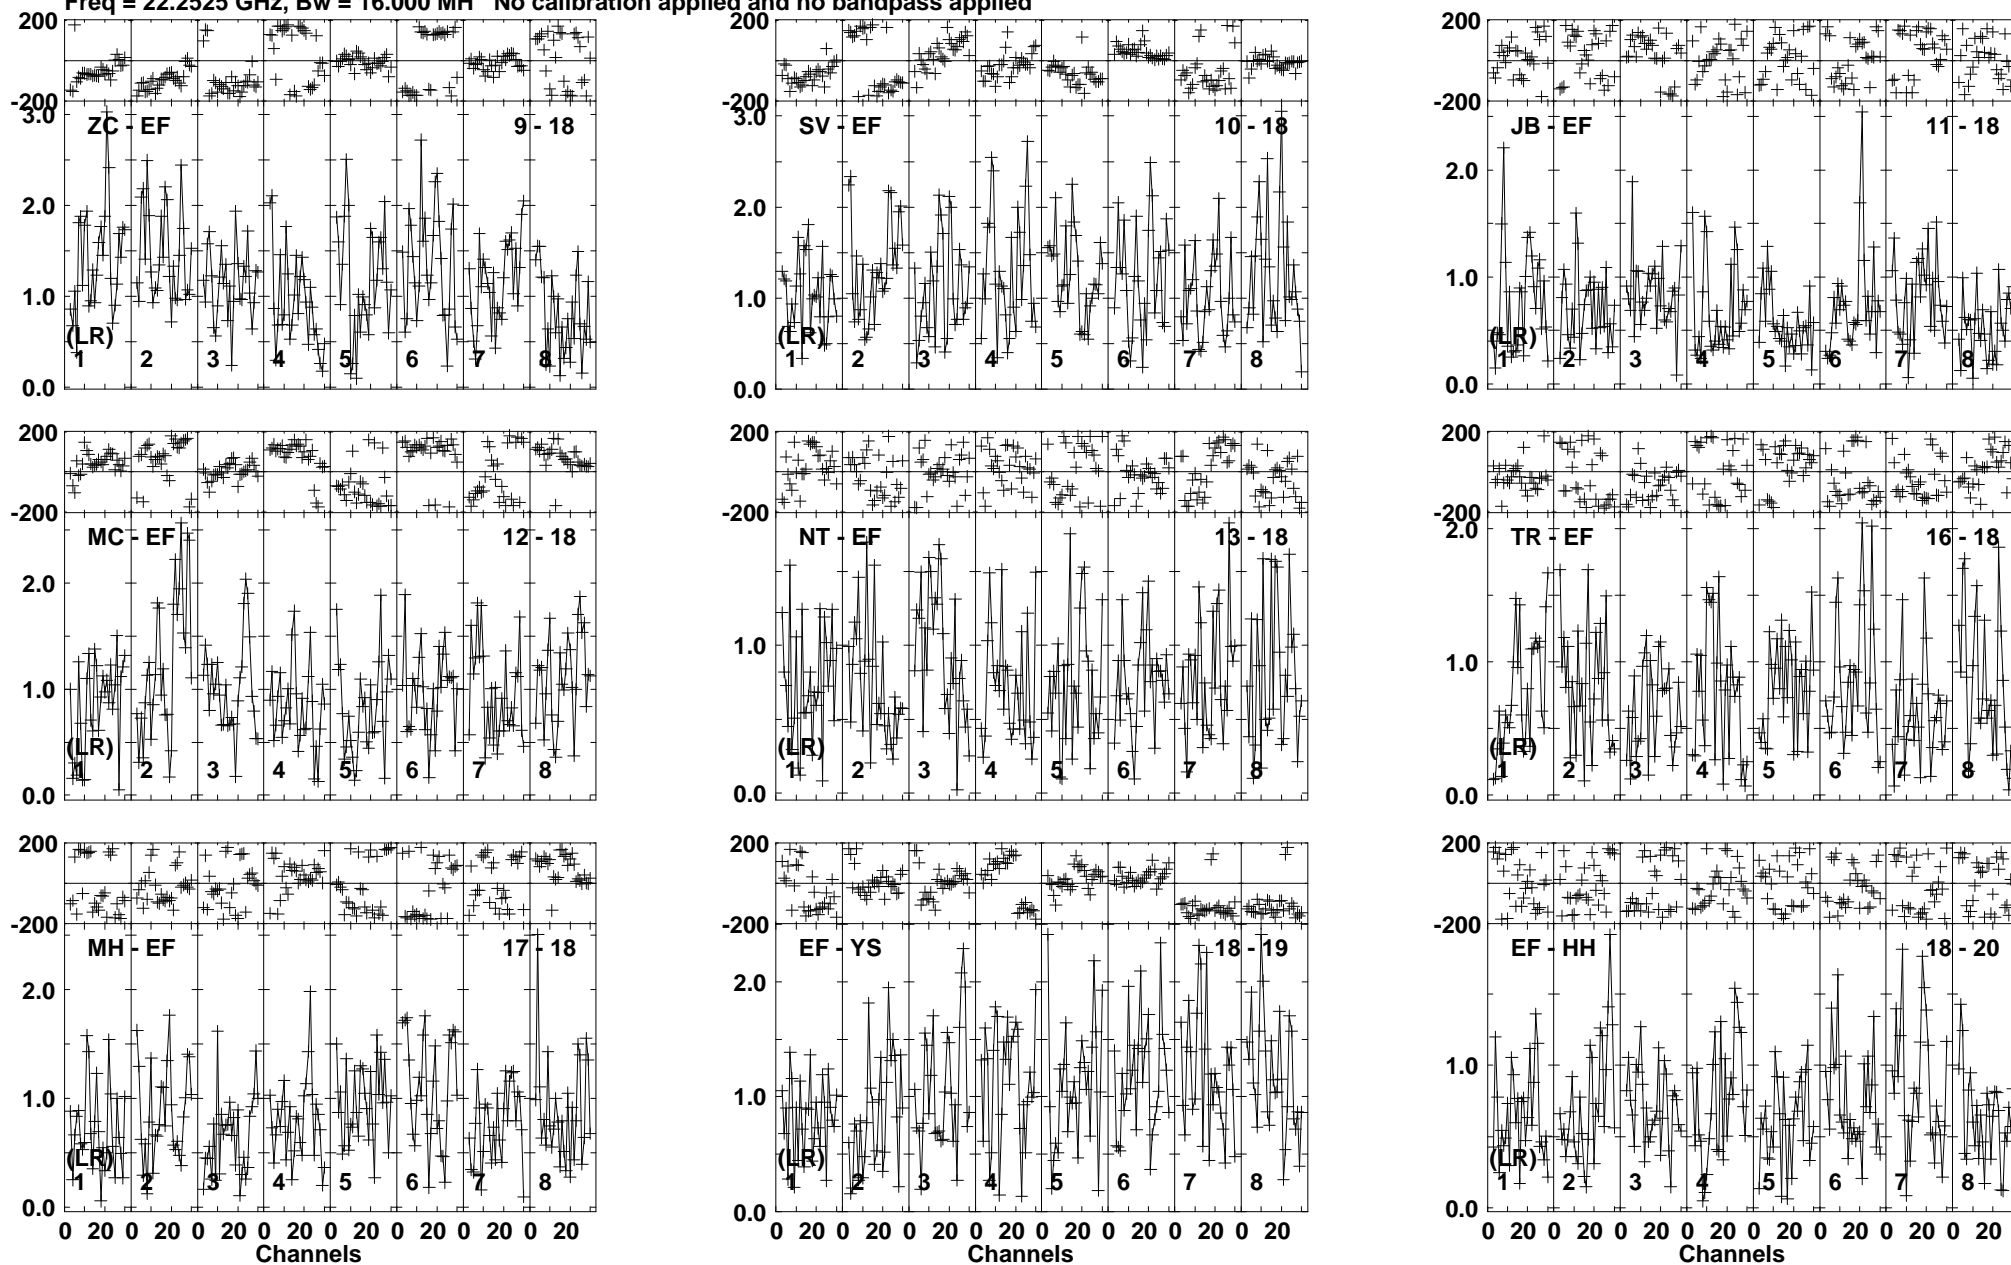 Freq = 22.2525 GHz, Bw = 16.000 MH No calibration applied and no bandpass applied
200
-200
3.0
2.0
1.0
0.0
ZC - EF 9 - 18
(LR)
1 2 3 4 5 6 7 8
200
-200
3.0
2.0
1.0
0.0
SV - EF 10 - 18
(LR)
1 2 3 4 5 6 7 8
200
-200
2.0
1.0
0.0
JB - EF 11 - 18
(LR)
1 2 3 4 5 6 7 8
200
-200
2.0
1.0
0.0
MC - EF 12 - 18
(LR)
1 2 3 4 5 6 7 8
200
-200
1.0
0.0
NT - EF 13 - 18
(LR)
1 2 3 4 5 6 7 8
200
-200
2.0
1.0
0.0
TR - EF 16 - 18
(LR)
1 2 3 4 5 6 7 8
200
-200
2.0
1.0
0.0
MH - EF 17 - 18
(LR)
1 2 3 4 5 6 7 8
0 20 0 20 0 20 0 20 0 20 0 20 0 20 0 20
Channels
200
-200
2.0
1.0
0.0
EF - YS 18 - 19
(LR)
1 2 3 4 5 6 7 8
0 20 0 20 0 20 0 20 0 20 0 20 0 20 0 20
Channels
200
-200
1.0
0.0
EF - HH 18 - 20
(LR)
1 2 3 4 5 6 7 8
0 20 0 20 0 20 0 20 0 20 0 20 0 20 0 20
Channels